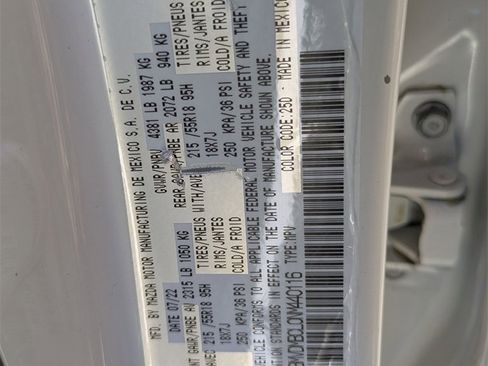 MFD. BY MAZDA MOTOR MANUFACTURING DE MEXICO S.A. DE C.V.
DATE 07/22 GVWR/PNBV 4381 LB 1987 KG
FRONT GAWR/PNBE AV 2315 LB 1050 KG REAR PNBE AR 2072 LB 940 KG
TIRES/PNEUS WITH/AVEC TIRES/PNEUS
215/55R18 95H 215/55R18 95H
RIMS/JANTES 18X7J RIMS/JANTES
18X7J
COLD/A FROID 250 KPA/36 PSI COLD/A FROID
250 KPA/36 PSI
VEHICLE CONFORMS TO ALL APPLICABLE FEDERAL MOTOR VEHICLE SAFETY AND THEFT
PREVENTION STANDARDS IN EFFECT ON THE DATE OF MANUFACTURE SHOWN ABOVE.
TYPE:MPV COLOR CODE:25D - MADE IN MEXICO